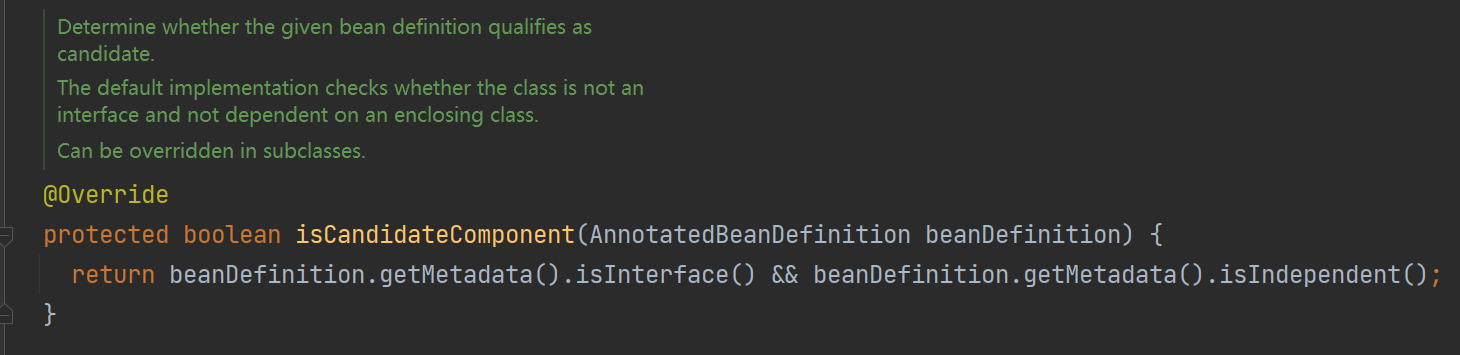 Determine whether the given bean definition qualifies as
candidate.
The default implementation checks whether the class is not an
interface and not dependent on an enclosing class.
Can be overridden in subclasses.
@Override
protected boolean isCandidateComponent(AnnotatedBeanDefinition beanDefinition) {
return beanDefinition.getMetadata().isInterface() && beanDefinition.getMetadata().isIndependent();
}